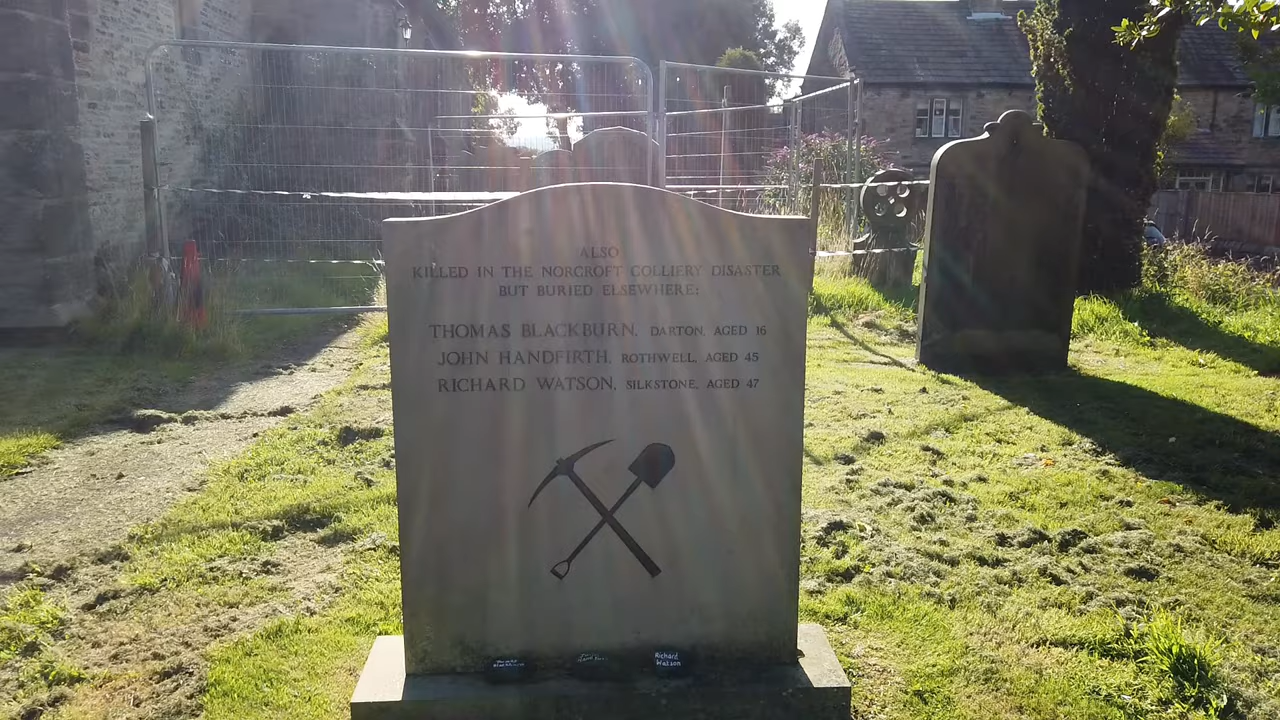 ALSO
KILLED IN THE NORCROFT COLLIERY DISASTER
BUT BURIED ELSEWHERE:
THOMAS BLACKBURN, DARTON, AGED 16
JOHN HANDFIRTH, ROTHWELL, AGED 45
RICHARD WATSON, SILKSTONE, AGED 47
Richard
Watson